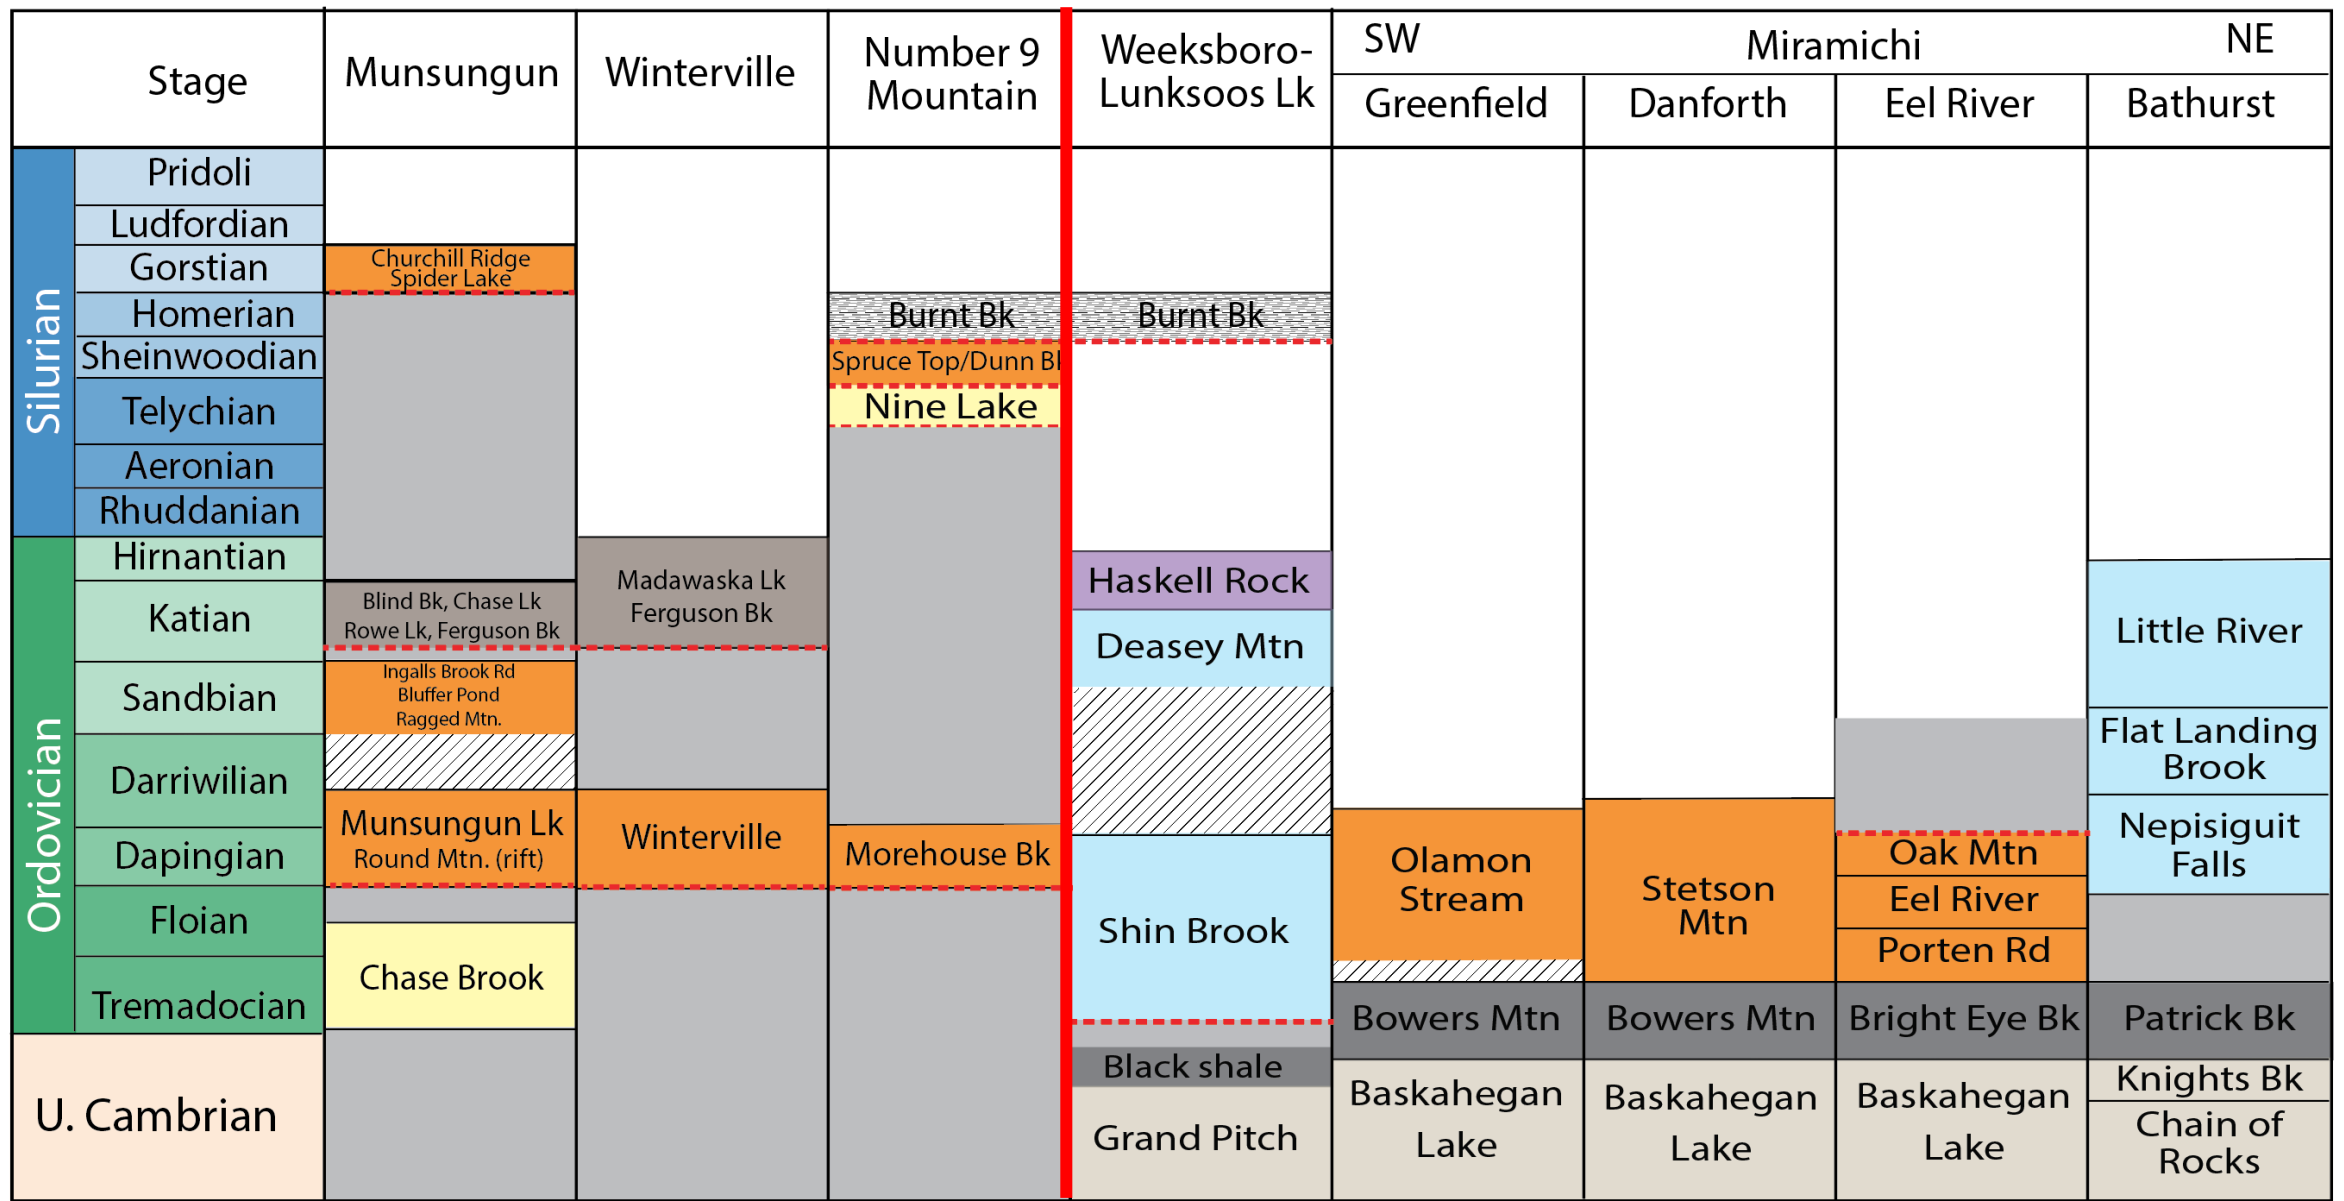 Stage
Munsungun
Winterville
Number 9
Mountain
Weeksboro-
Lunksoos Lk
SW
Miramichi
NE
Greenfield
Danforth
Eel River
Bathurst
Silurian
Pridoli
Ludfordian
Gorstian
Homerian
Sheinwoodian
Telychian
Aeronian
Rhuddanian
Ordovician
Hirnantian
Katian
Sandbian
Darriwilian
Dapingian
Floian
Tremadocian
U. Cambrian
Churchill Ridge
Spider Lake
Blind Bk, Chase Lk
Rowe Lk, Ferguson Bk
Ingalls Brook Rd
Bluffer Pond
Ragged Mtn.
Munsungun Lk
Round Mtn. (rift)
Chase Brook
Madawaska Lk
Ferguson Bk
Winterville
Burnt Bk
Spruce Top/Dunn Bk
Nine Lake
Morehouse Bk
Burnt Bk
Haskell Rock
Deasey Mtn
Shin Brook
Black shale
Grand Pitch
Olamon
Stream
Bowers Mtn
Baskahegan
Lake
Stetson
Mtn
Bowers Mtn
Baskahegan
Lake
Oak Mtn
Eel River
Porten Rd
Bright Eye Bk
Baskahegan
Lake
Little River
Flat Landing
Brook
Nepisiguit
Falls
Patrick Bk
Knights Bk
Chain of
Rocks